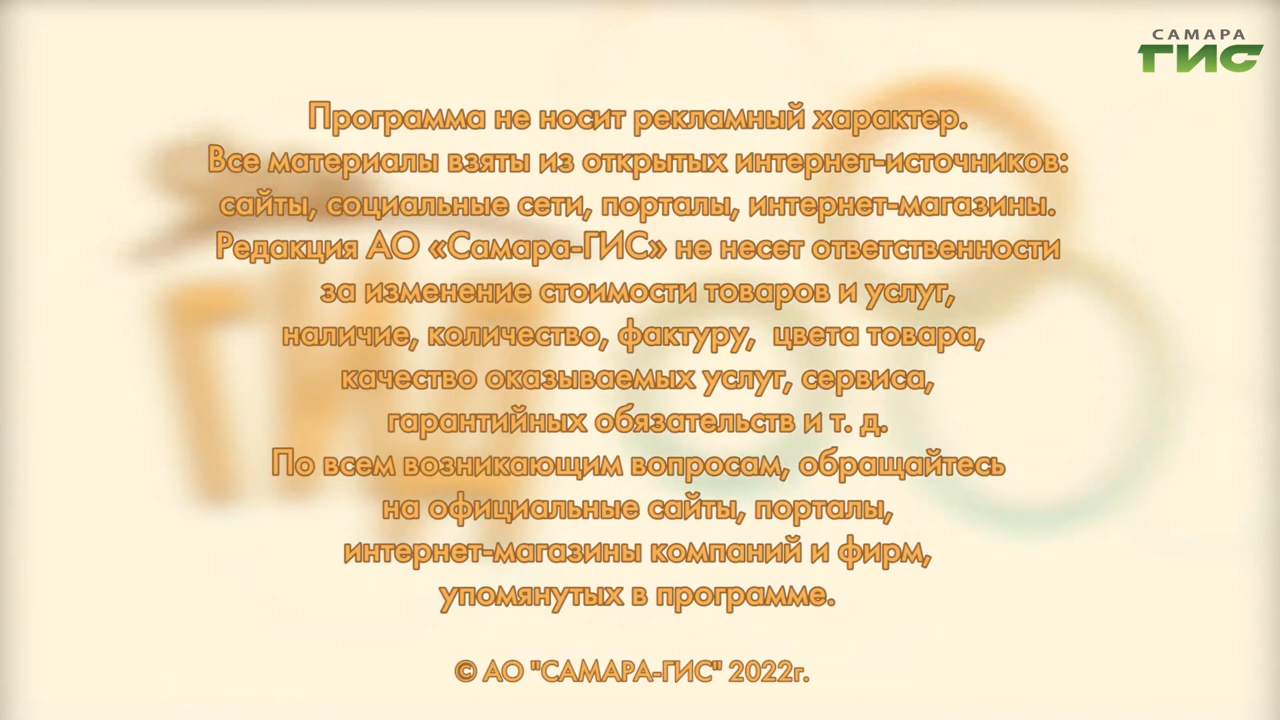 САМАРА
ГИС
Программа не носит рекламный характер.
Все материалы взяты из открытых интернет-источников:
сайты, социальные сети, порталы, интернет-магазины.
Редакция АО «Самара-ГИС» не несет ответственности
за изменение стоимости товаров и услуг,
наличие, количество, фактуру, цвета товара,
качество оказываемых услуг, сервиса,
гарантийных обязательств и т. д.
По всем возникающим вопросам, обращайтесь
на официальные сайты, порталы,
интернет-магазины компаний и фирм,
упомянутых в программе.
© АО "САМАРА-ГИС" 2022г.